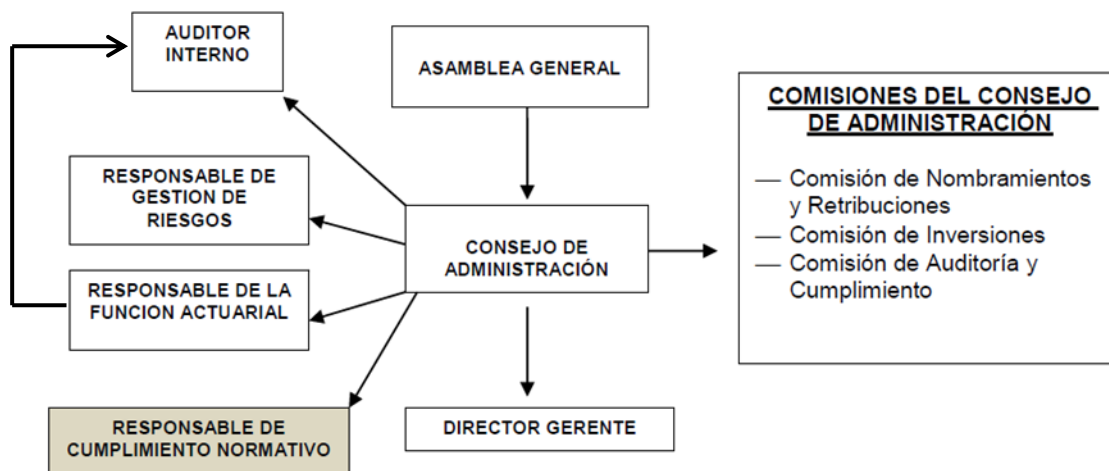 AUDITOR
INTERNO
ASAMBLEA GENERAL
COMISIONES DEL CONSEJO
DE ADMINISTRACIÓN
— Comisión de Nombramientos
y Retribuciones
— Comisión de Inversiones
— Comisión de Auditoría y
Cumplimiento
RESPONSABLE DE
GESTION DE
RIESGOS
CONSEJO DE
ADMINISTRACIÓN
RESPONSABLE DE LA
FUNCION ACTUARIAL
RESPONSABLE DE
CUMPLIMIENTO NORMATIVO
DIRECTOR GERENTE